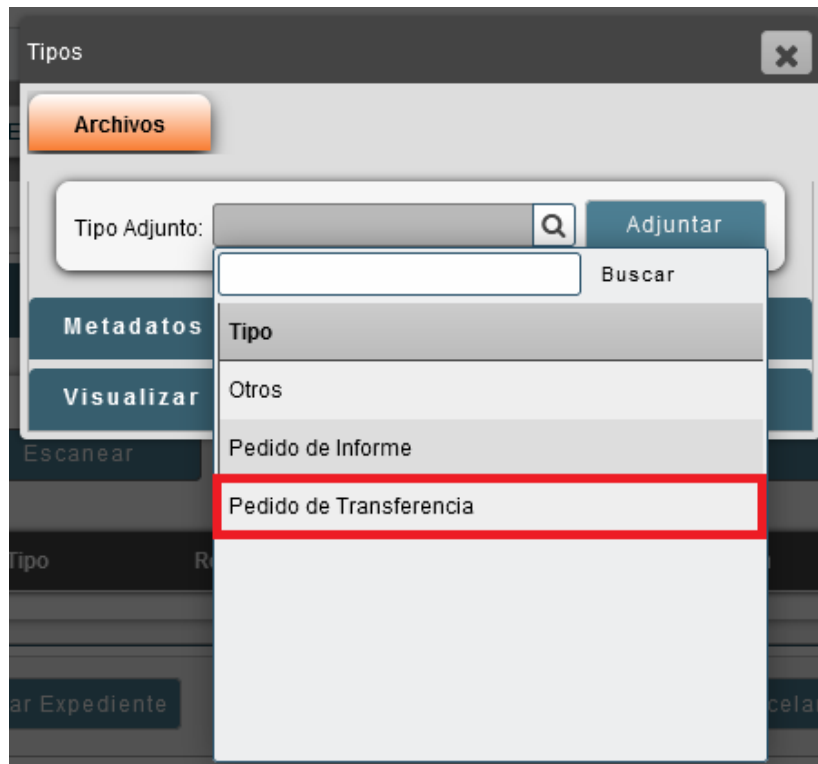 Tipos
Archivos
Tipo Adjunto:
Adjuntar
Buscar
Metadatos
Tipo
Visualizar
Otros
Pedido de Informe
Escanear
Pedido de Transferencia
Tipo
ar Expediente